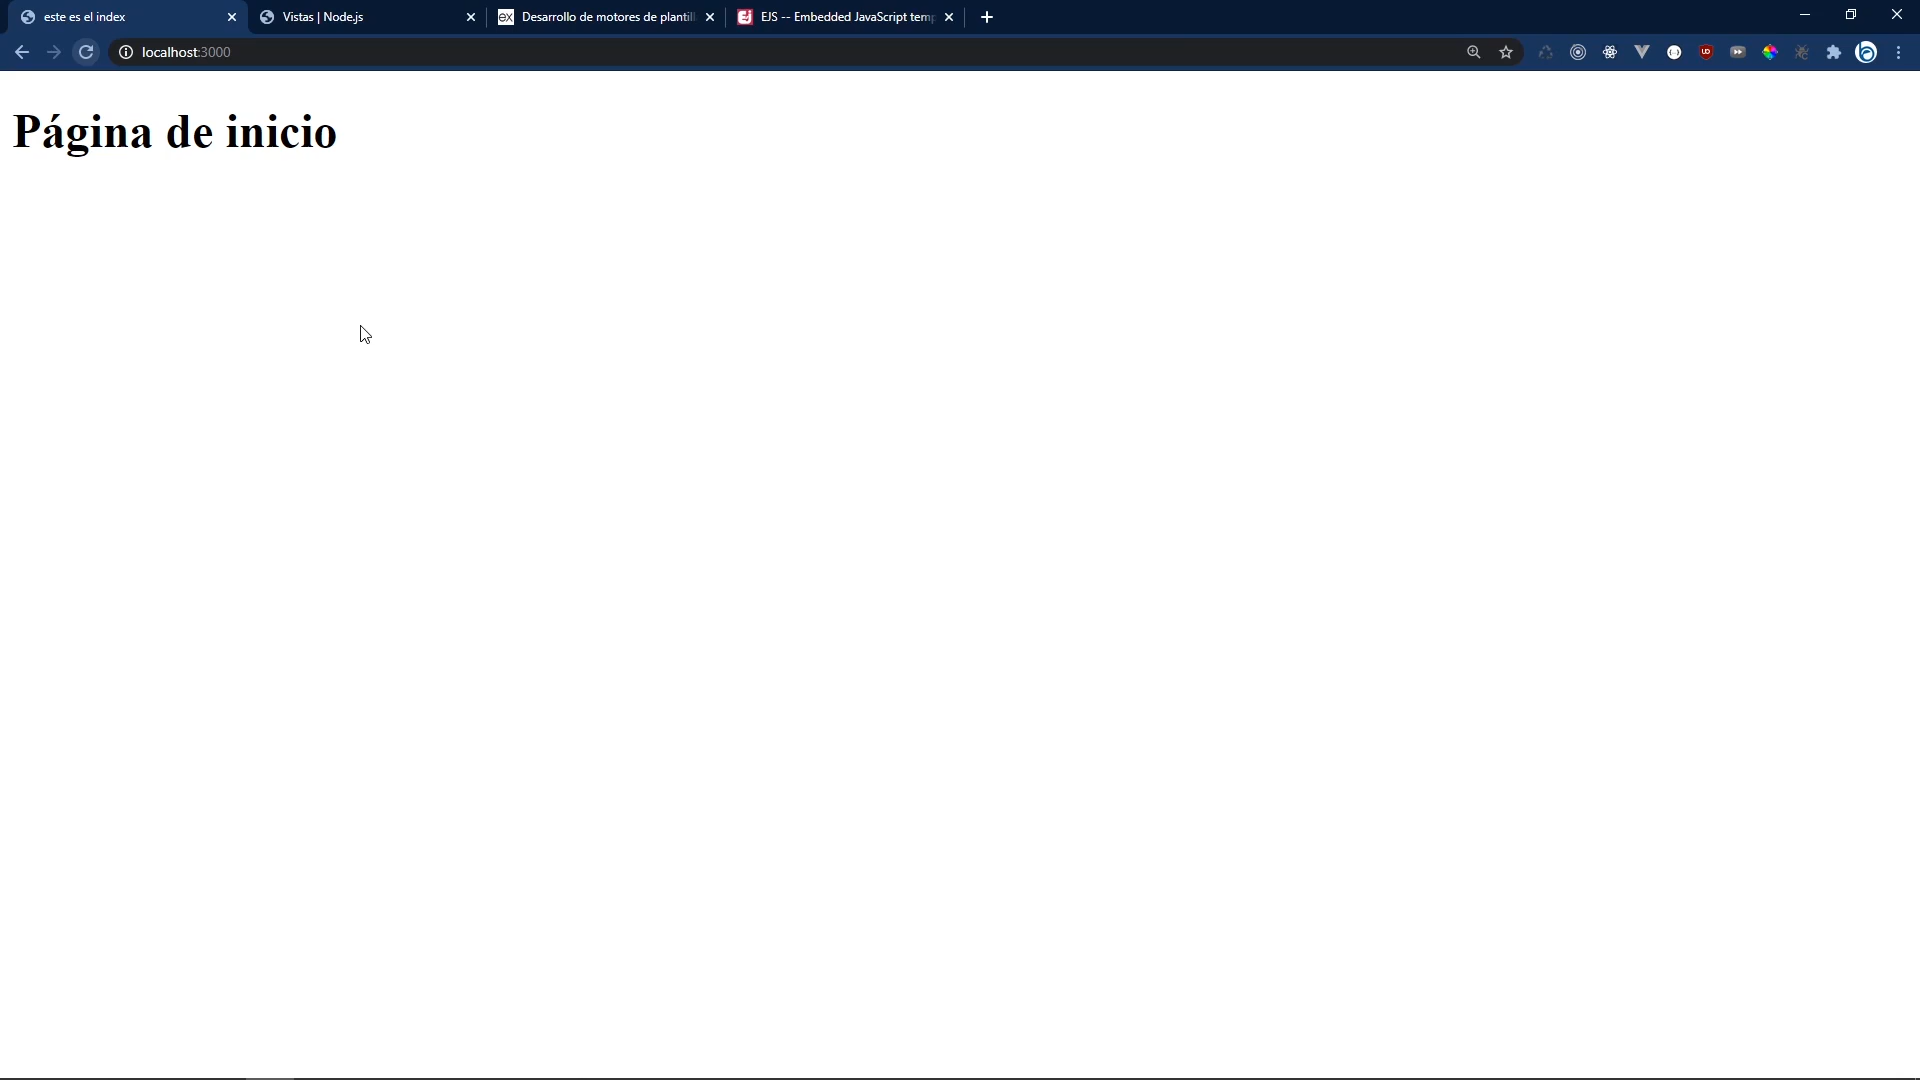 este es el index
Vistas | Node.js
Desarrollo de motores de plantill
EJS -- Embedded JavaScript temp
localhost:3000
Página de inicio